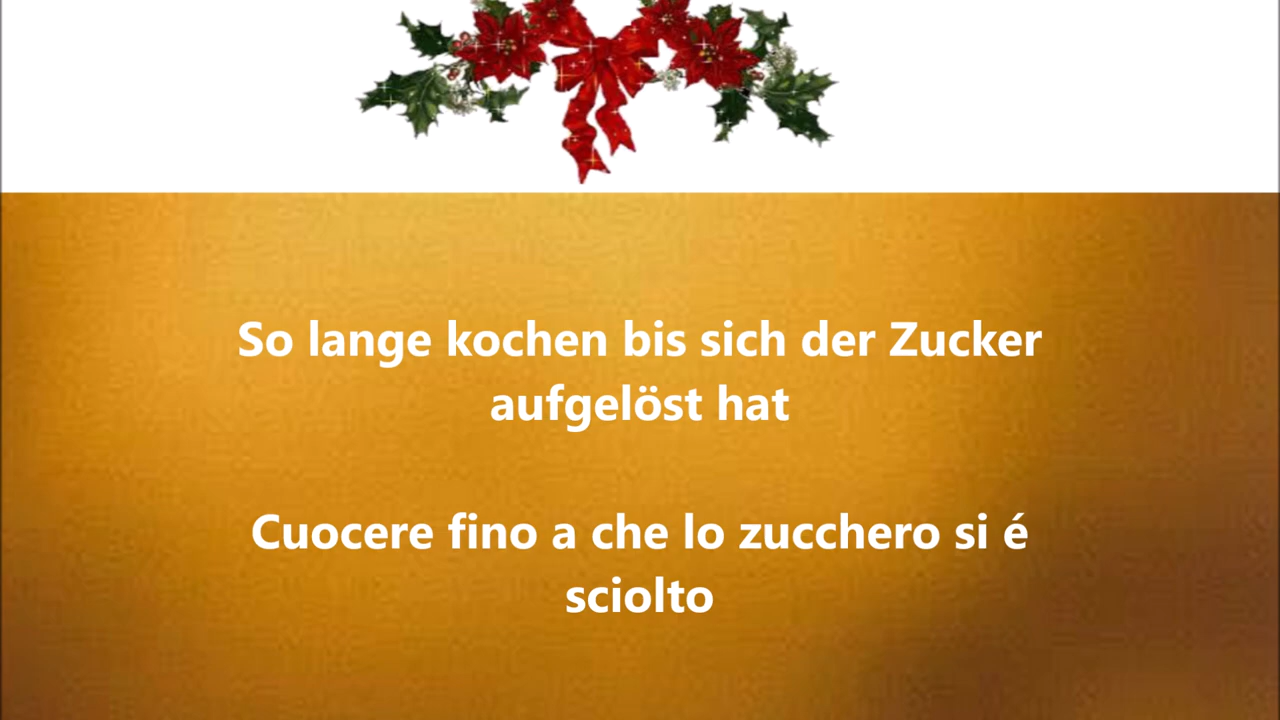 So lange kochen bis sich der Zucker
aufgelöst hat
Cuocere fino a che lo zucchero si é
sciolto